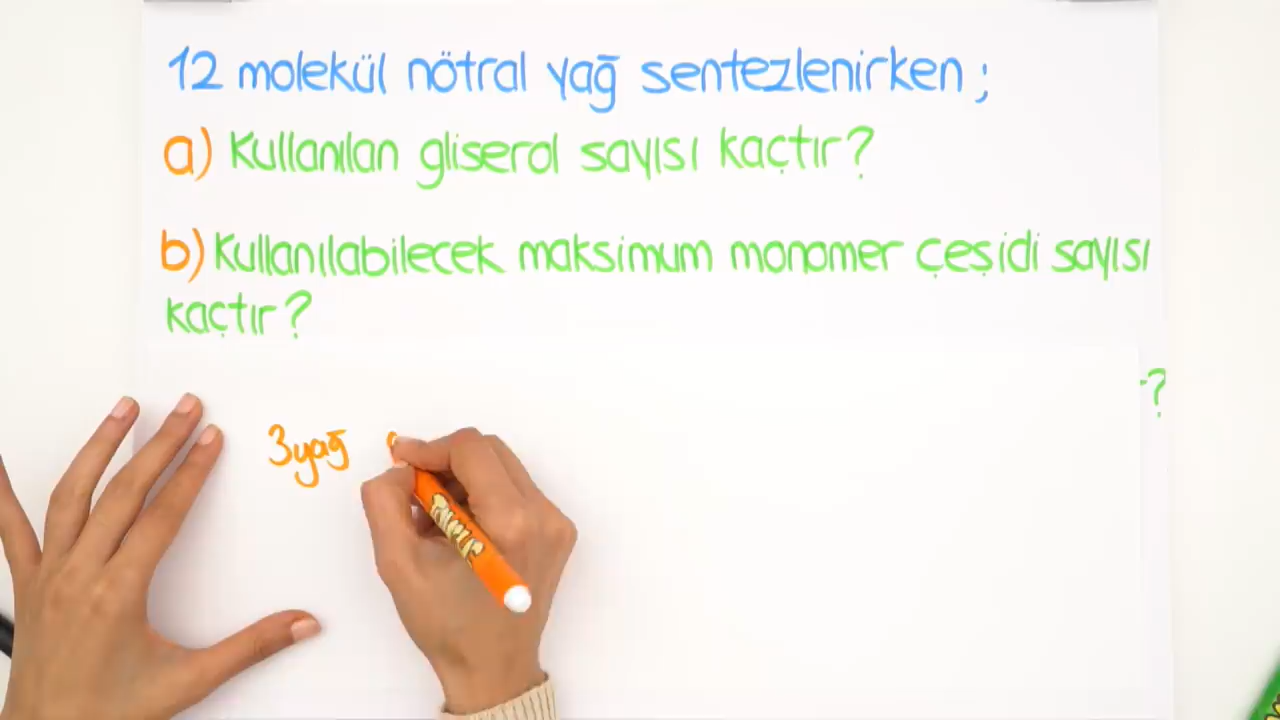 12 molekül nötral yağ sentezlenirken;
a) Kullanılan gliserol sayısı kaçtır?
b) Kullanılabilecek maksimum monomer çeşidi sayısı
kaçtır?
?
3yağ